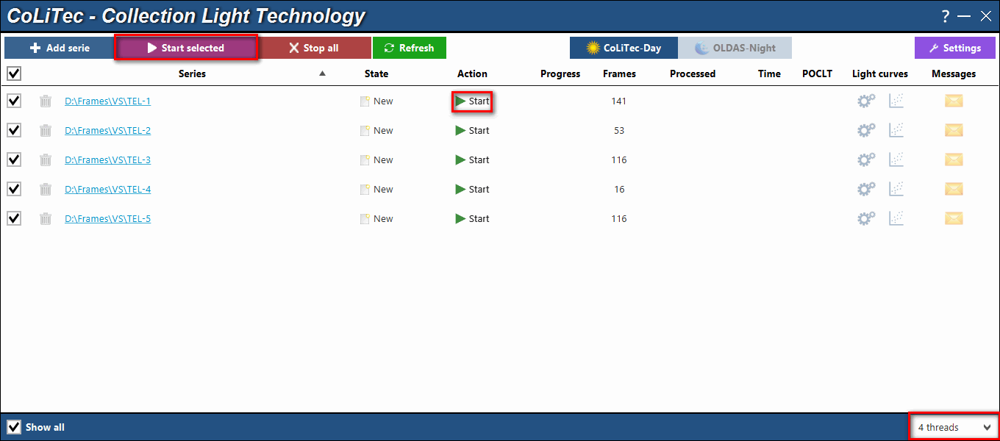 CoLiTec - Collection Light Technology ?
Add serie Start selected Stop all Refresh CoLiTec-Day OLDAS-Night Settings
Series State Action Progress Frames Processed Time POCLT Light curves Messages
D:\Frames\VS\TEL-1 New Start 141
D:\Frames\VS\TEL-2 New Start 53
D:\Frames\VS\TEL-3 New Start 116
D:\Frames\VS\TEL-4 New Start 16
D:\Frames\VS\TEL-5 New Start 116
Show all 4 threads